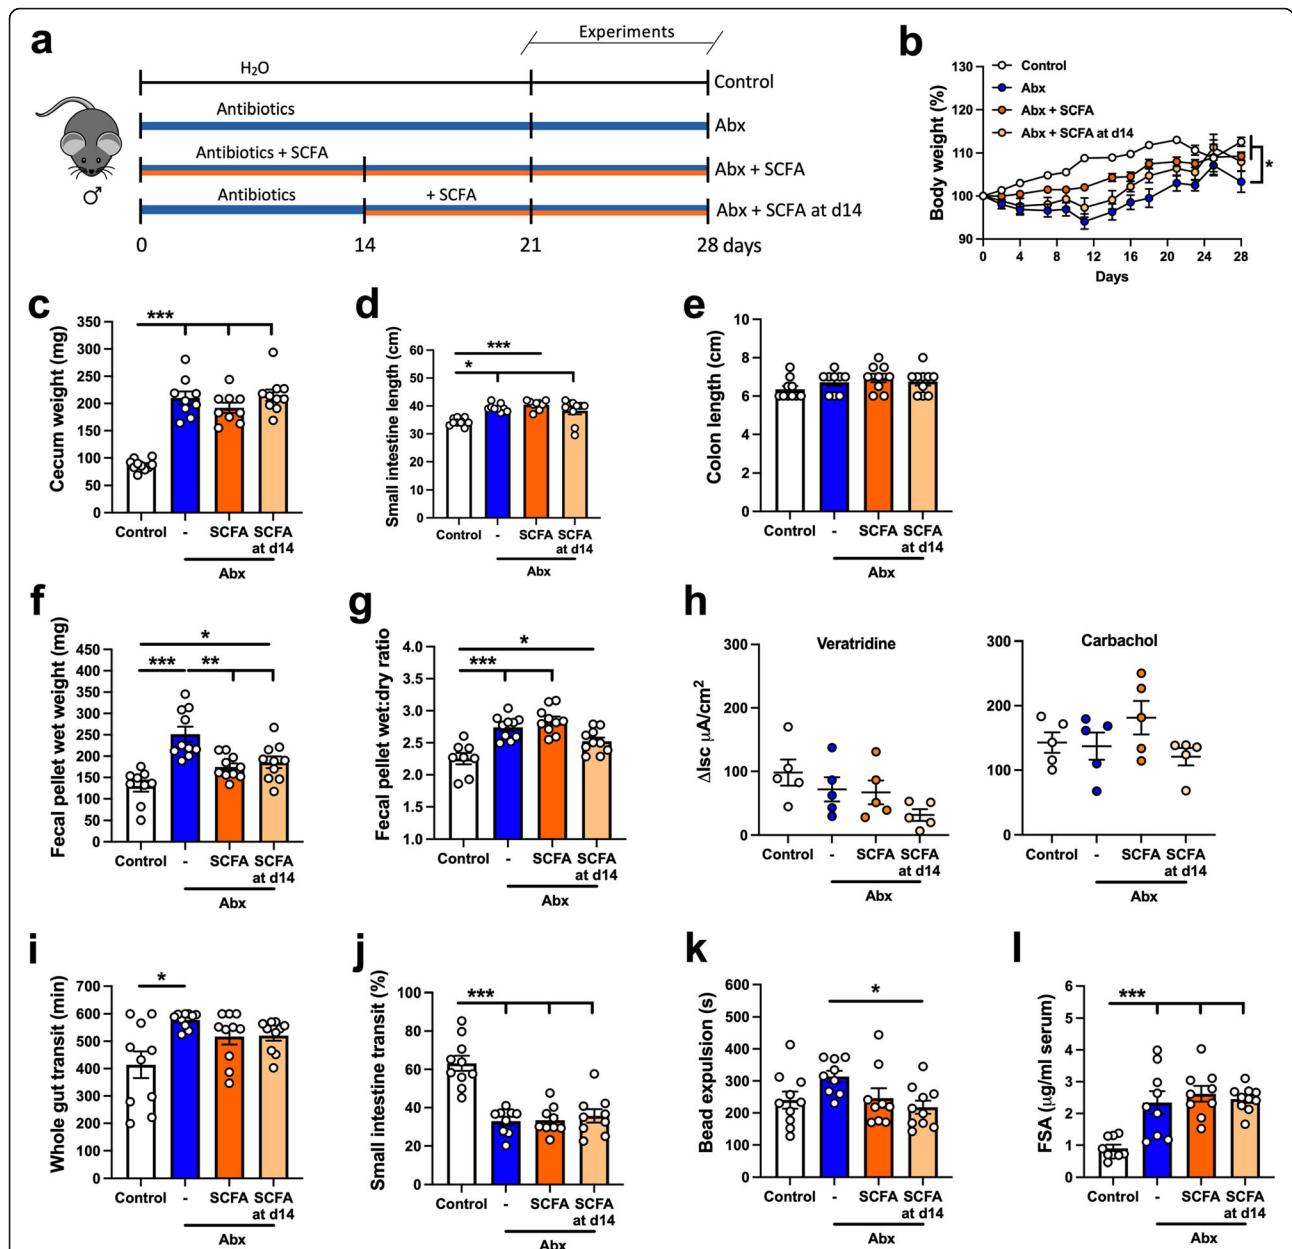 a
Experiments
H₂O
Control
Antibiotics
Abx
Antibiotics + SCFA
Abx + SCFA
Antibiotics
+ SCFA
Abx + SCFA at d14
♂
0
14
21
28 days
b
Body weight (%)
130
120
110
100
90
Control
Abx
Abx + SCFA
Abx + SCFA at d14
*
0 4 8 12 16 20 24 28
Days
c
Cecum weight (mg)
350
300
250
200
150
100
50
0
***
Control - SCFA SCFA
at d14
Abx
d
Small intestine length (cm)
60
50
40
30
20
10
0
***
*
Control - SCFA SCFA
at d14
Abx
e
Colon length (cm)
10
8
6
4
2
0
Control - SCFA SCFA
at d14
Abx
f
Fecal pellet wet weight (mg)
450
400
350
300
250
200
150
100
50
0
*
*** **
Control - SCFA SCFA
at d14
Abx
g
Fecal pellet wet:dry ratio
4.0
3.5
3.0
2.5
2.0
1.5
1.0
*
***
Control - SCFA SCFA
at d14
Abx
h
Veratridine
ΔIsc μA/cm²
300
200
100
0
Control - SCFA SCFA
at d14
Abx
Carbachol
300
200
100
0
Control - SCFA SCFA
at d14
Abx
i
Whole gut transit (min)
700
600
500
400
300
200
100
0
*
Control - SCFA SCFA
at d14
Abx
j
Small intestine transit (%)
100
80
60
40
20
0
***
Control - SCFA SCFA
at d14
Abx
k
Bead expulsion (s)
600
500
400
300
200
100
0
*
Control - SCFA SCFA
at d14
Abx
l
FSA (μg/ml serum)
6
5
4
3
2
1
0
***
Control - SCFA SCFA
at d14
Abx